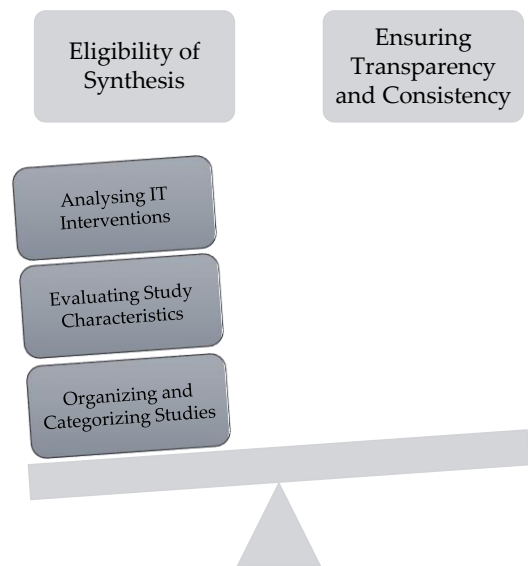 Eligibility of
Synthesis
Ensuring
Transparency
and Consistency
Analysing IT
Interventions
Evaluating Study
Characteristics
Organizing and
Categorizing Studies